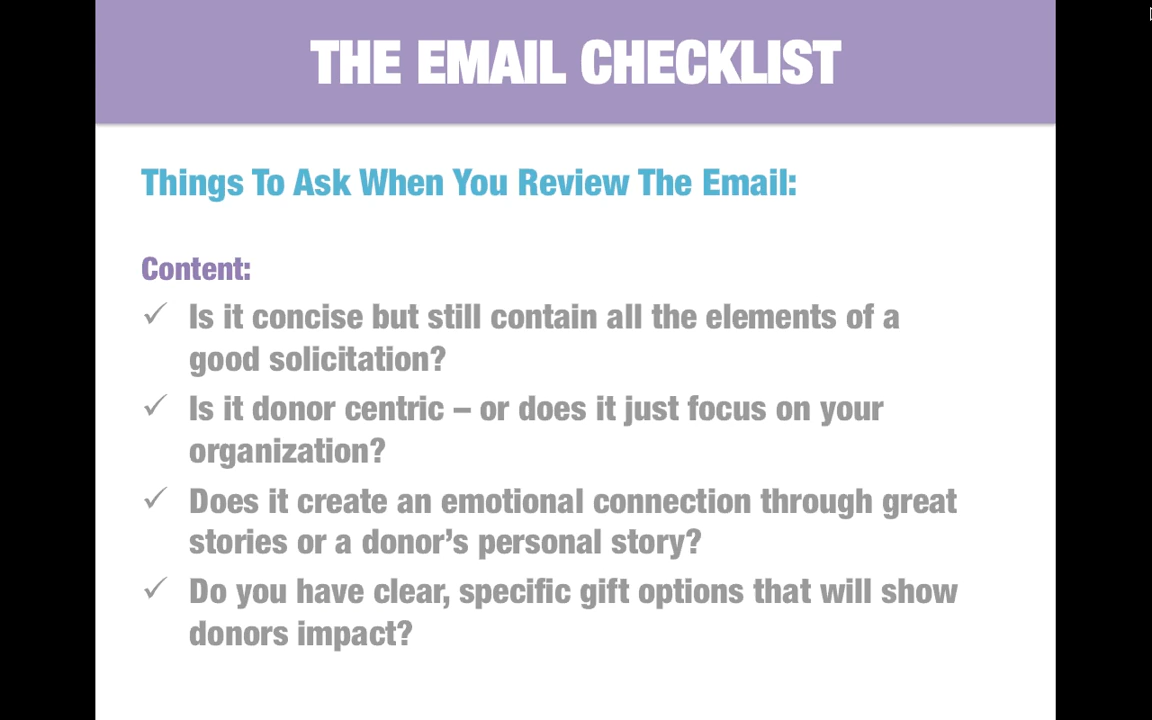 THE EMAIL CHECKLIST
Things To Ask When You Review The Email:
Content:
✓ Is it concise but still contain all the elements of a
good solicitation?
✓ Is it donor centric – or does it just focus on your
organization?
✓ Does it create an emotional connection through great
stories or a donor’s personal story?
✓ Do you have clear, specific gift options that will show
donors impact?